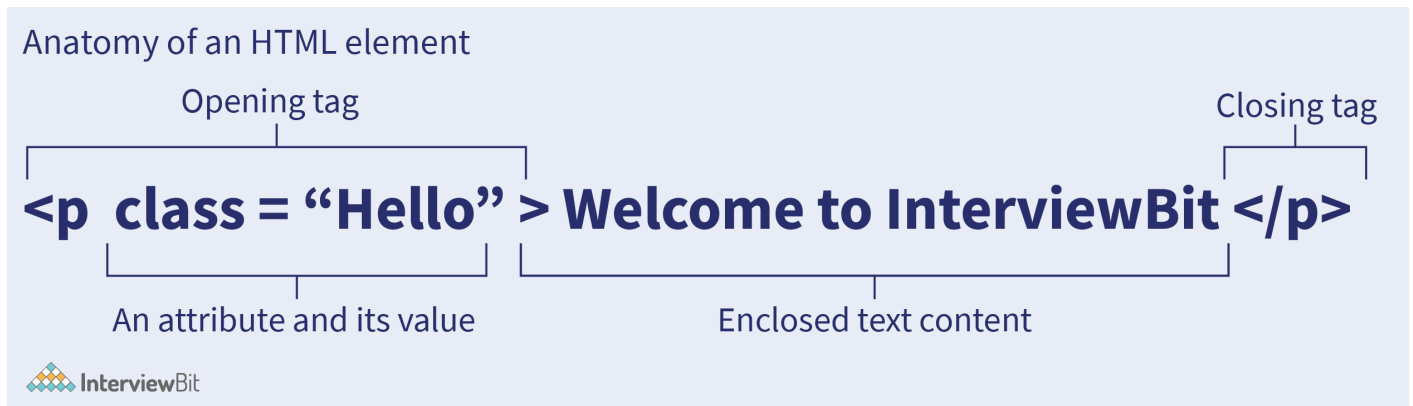 Anatomy of an HTML element
Opening tag
Closing tag
<p class = “Hello” > Welcome to InterviewBit </p>
An attribute and its value
Enclosed text content
InterviewBit